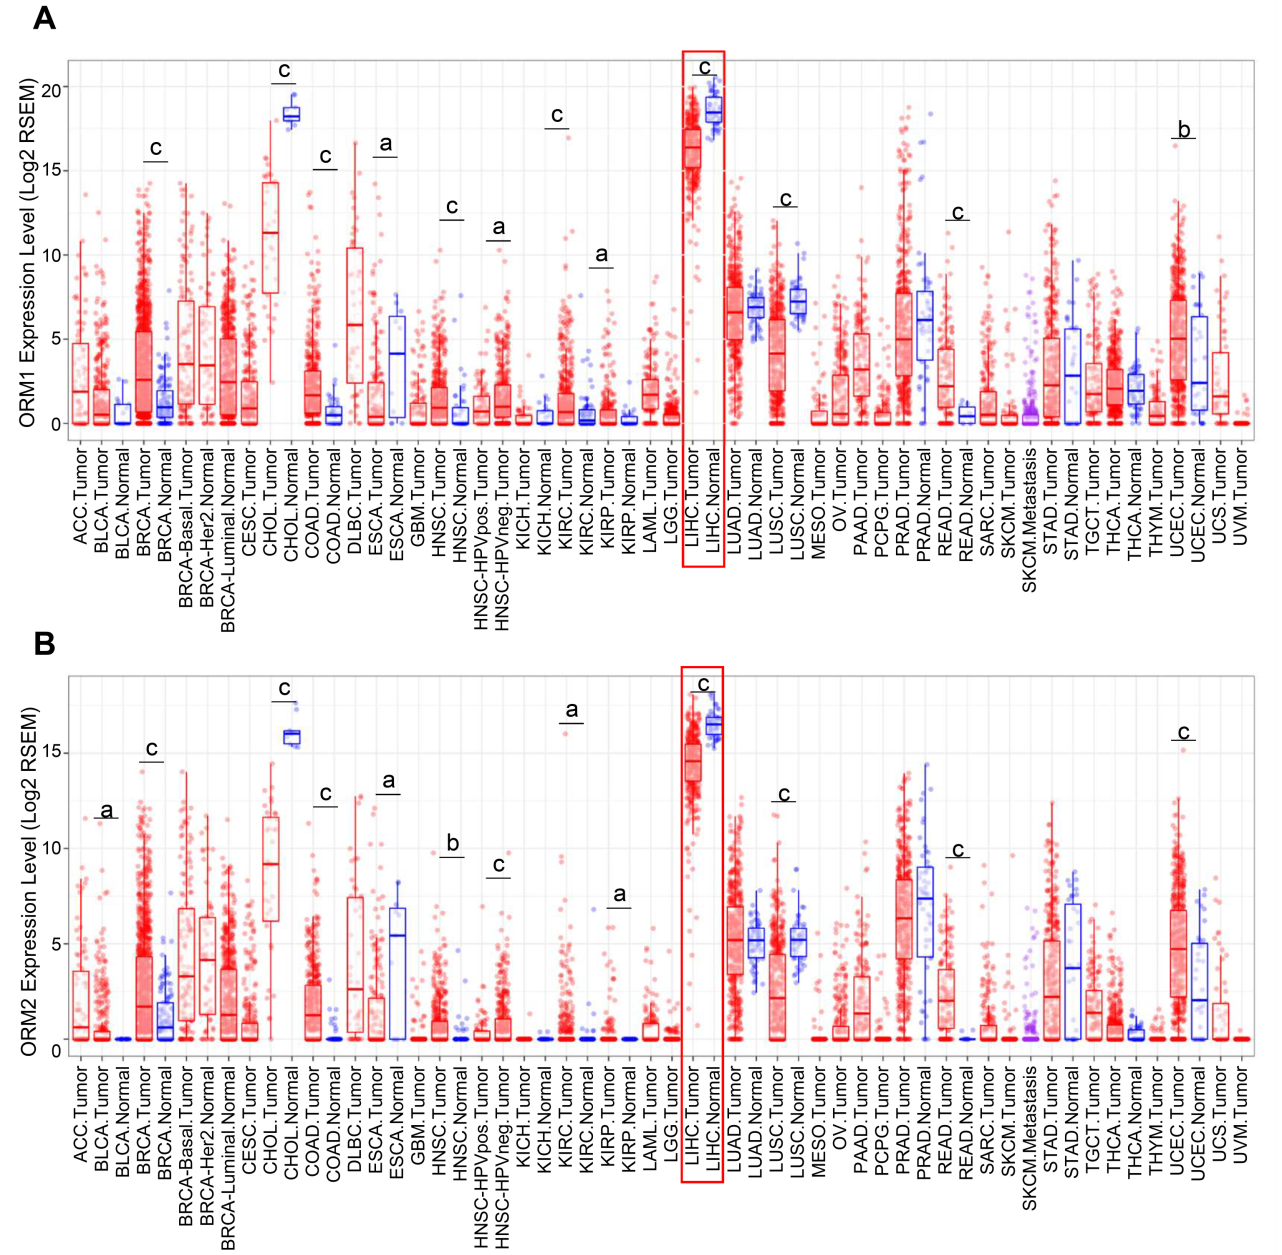 A
ORM1 Expression Level (Log2 RSEM)
20
15
10
5
0
c
c
c
c
a
c
a
c
a
c
c
c
b
ACC.Tumor
BLCA.Tumor
BLCA.Normal
BRCA.Tumor
BRCA.Normal
BRCA-Basal.Tumor
BRCA-Her2.Normal
BRCA-Luminal.Normal
CESC.Tumor
CHOL.Tumor
CHOL.Normal
COAD.Tumor
COAD.Normal
DLBC.Tumor
ESCA.Tumor
ESCA.Normal
GBM.Tumor
HNSC.Tumor
HNSC.Normal
HNSC-HPVpos.Tumor
HNSC-HPVneg.Tumor
KICH.Tumor
KICH.Normal
KIRC.Tumor
KIRC.Normal
KIRP.Tumor
KIRP.Normal
LAML.Tumor
LGG.Tumor
LIHC.Tumor
LIHC.Normal
LUAD.Tumor
LUAD.Normal
LUSC.Tumor
LUSC.Normal
MESO.Tumor
OV.Tumor
PAAD.Tumor
PCPG.Tumor
PRAD.Tumor
PRAD.Normal
READ.Tumor
READ.Normal
SARC.Tumor
SKCM.Tumor
SKCM.Metastasis
STAD.Tumor
STAD.Normal
TGCT.Tumor
THCA.Tumor
THCA.Normal
THYM.Tumor
UCEC.Tumor
UCEC.Normal
UCS.Tumor
UVM.Tumor
B
ORM2 Expression Level (Log2 RSEM)
15
10
5
0
a
c
c
c
a
b
c
a
a
c
c
c
c
ACC.Tumor
BLCA.Tumor
BLCA.Normal
BRCA.Tumor
BRCA.Normal
BRCA-Basal.Tumor
BRCA-Her2.Normal
BRCA-Luminal.Normal
CESC.Tumor
CHOL.Tumor
CHOL.Normal
COAD.Tumor
COAD.Normal
DLBC.Tumor
ESCA.Tumor
ESCA.Normal
GBM.Tumor
HNSC.Tumor
HNSC.Normal
HNSC-HPVpos.Tumor
HNSC-HPVneg.Tumor
KICH.Tumor
KICH.Normal
KIRC.Tumor
KIRC.Normal
KIRP.Tumor
KIRP.Normal
LAML.Tumor
LGG.Tumor
LIHC.Tumor
LIHC.Normal
LUAD.Tumor
LUAD.Normal
LUSC.Tumor
LUSC.Normal
MESO.Tumor
OV.Tumor
PAAD.Tumor
PCPG.Tumor
PRAD.Tumor
PRAD.Normal
READ.Tumor
READ.Normal
SARC.Tumor
SKCM.Tumor
SKCM.Metastasis
STAD.Tumor
STAD.Normal
TGCT.Tumor
THCA.Tumor
THCA.Normal
THYM.Tumor
UCEC.Tumor
UCEC.Normal
UCS.Tumor
UVM.Tumor